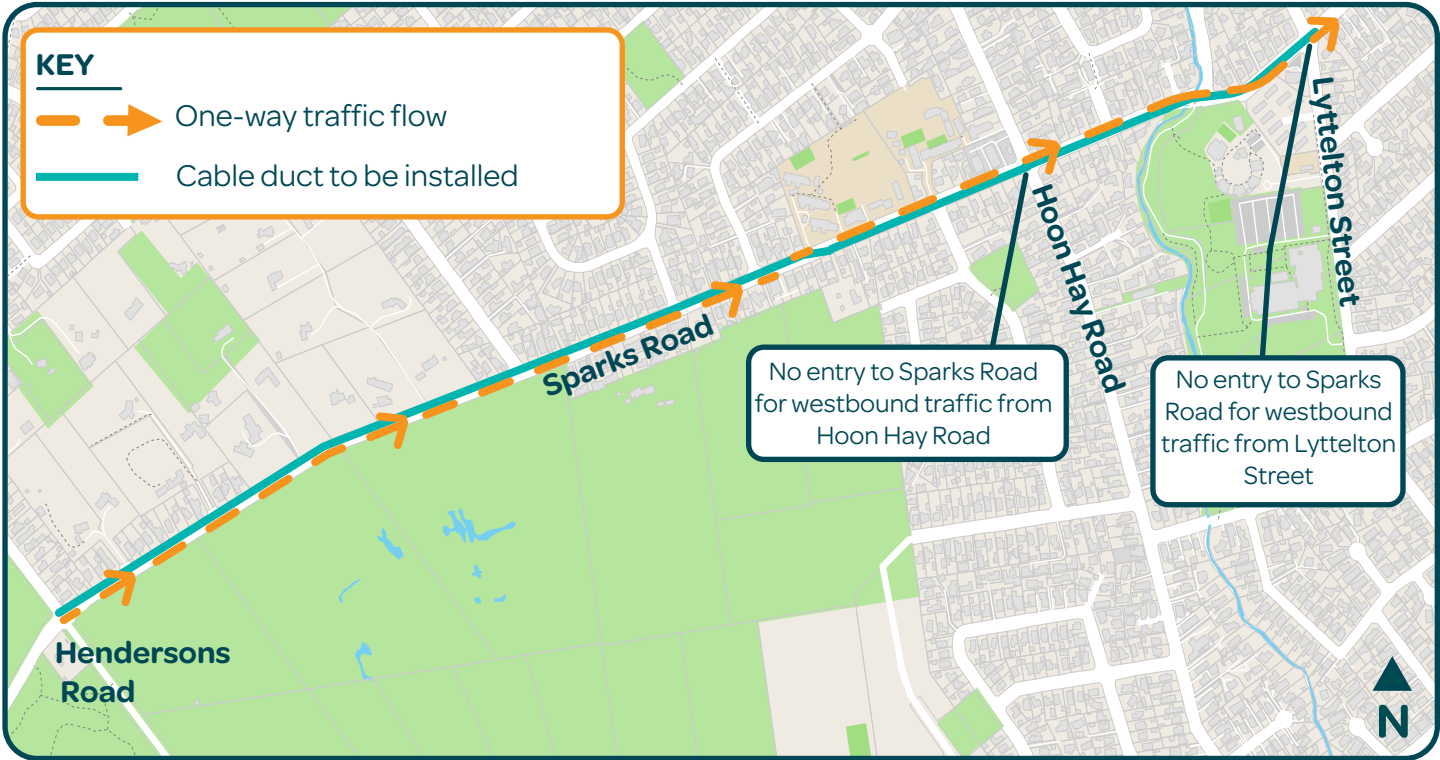 KEY
One-way traffic flow
Cable duct to be installed
Lyttelton Street
Hoon Hay Road
Sparks Road
No entry to Sparks Road
for westbound traffic from
Hoon Hay Road
No entry to Sparks
Road for westbound
traffic from Lyttelton
Street
Hendersons
Road
N